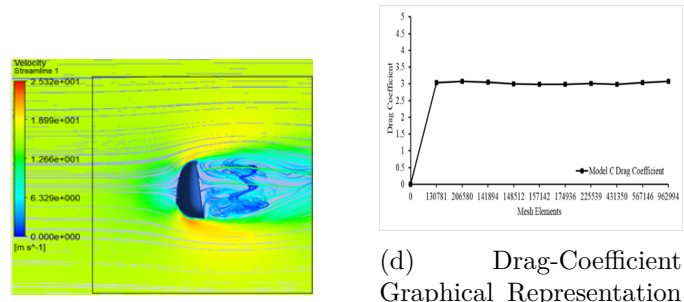 Velocity
Streamline 1
2.532e+001
1.899e+001
1.266e+001
6.329e+000
0.000e+000
[m s^-1]
5
4.5
4
3.5
3
2.5
2
1.5
1
0.5
0
Drag Coefficient
Model C Drag Coefficient
0 130781 206580 141894 148512 157142 174936 225539 431350 567146 962994
Mesh Elements
(d) Drag-Coefficient
Graphical Representation